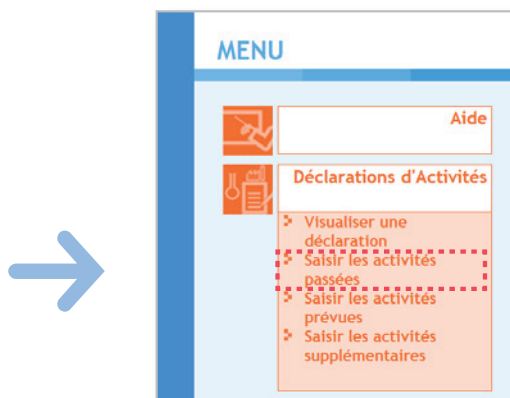 MENU
Aide
Déclarations d'Activités
Visualiser une
déclaration
Saisir les activités
passées
Saisir les activités
prévues
Saisir les activités
supplémentaires